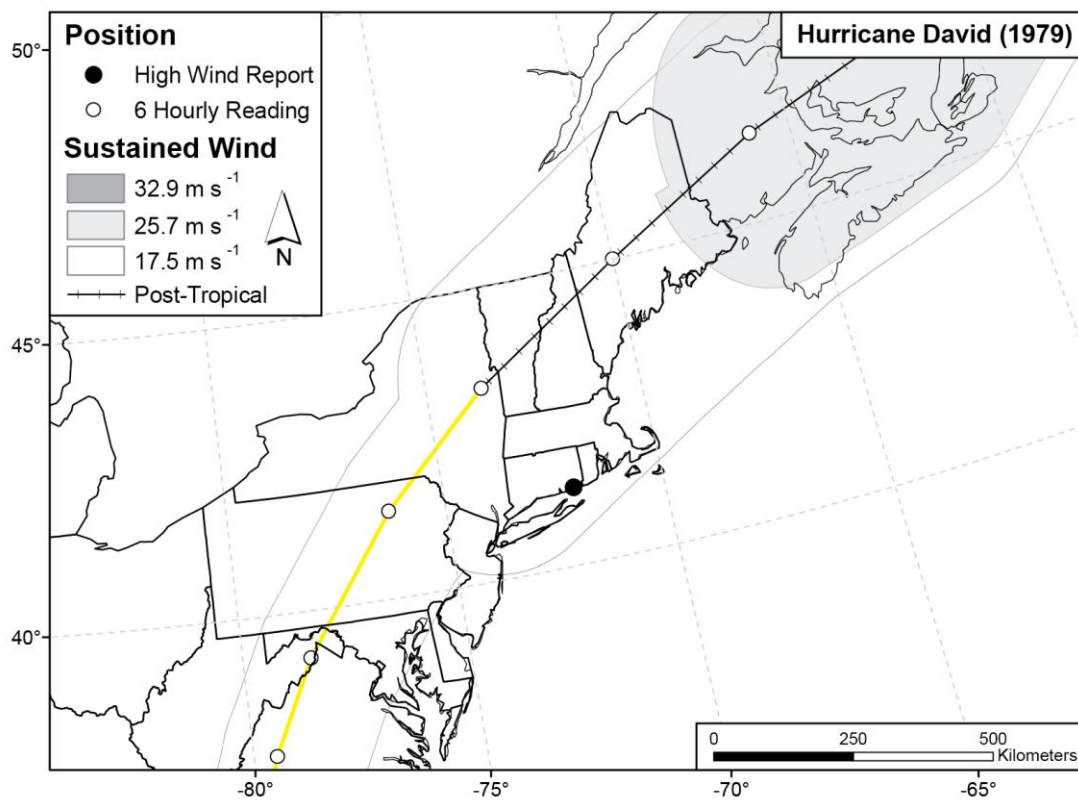 Hurricane David (1979)
Position
High Wind Report
6 Hourly Reading
Sustained Wind
32.9 m s⁻¹
25.7 m s⁻¹
17.5 m s⁻¹
Post-Tropical
N
50°
45°
40°
0 250 500
Kilometers
-80° -75° -70° -65°